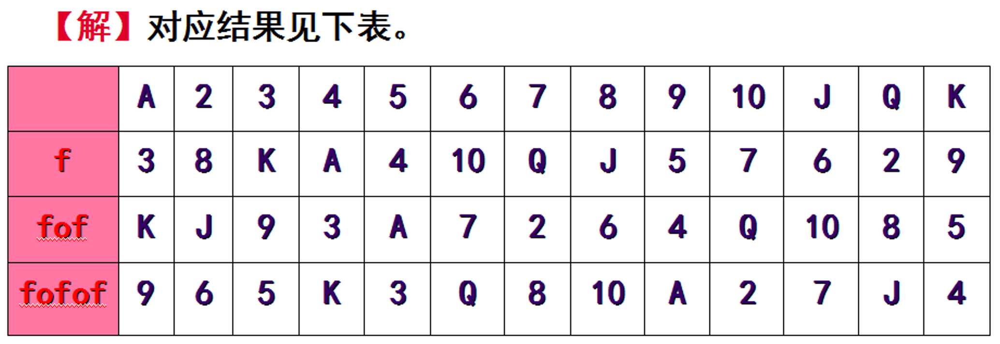 【解】对应结果见下表。
A 2 3 4 5 6 7 8 9 10 J Q K
f 3 8 K A 4 10 Q J 5 7 6 2 9
fof K J 9 3 A 7 2 6 4 Q 10 8 5
fofof 9 6 5 K 3 Q 8 10 A 2 7 J 4